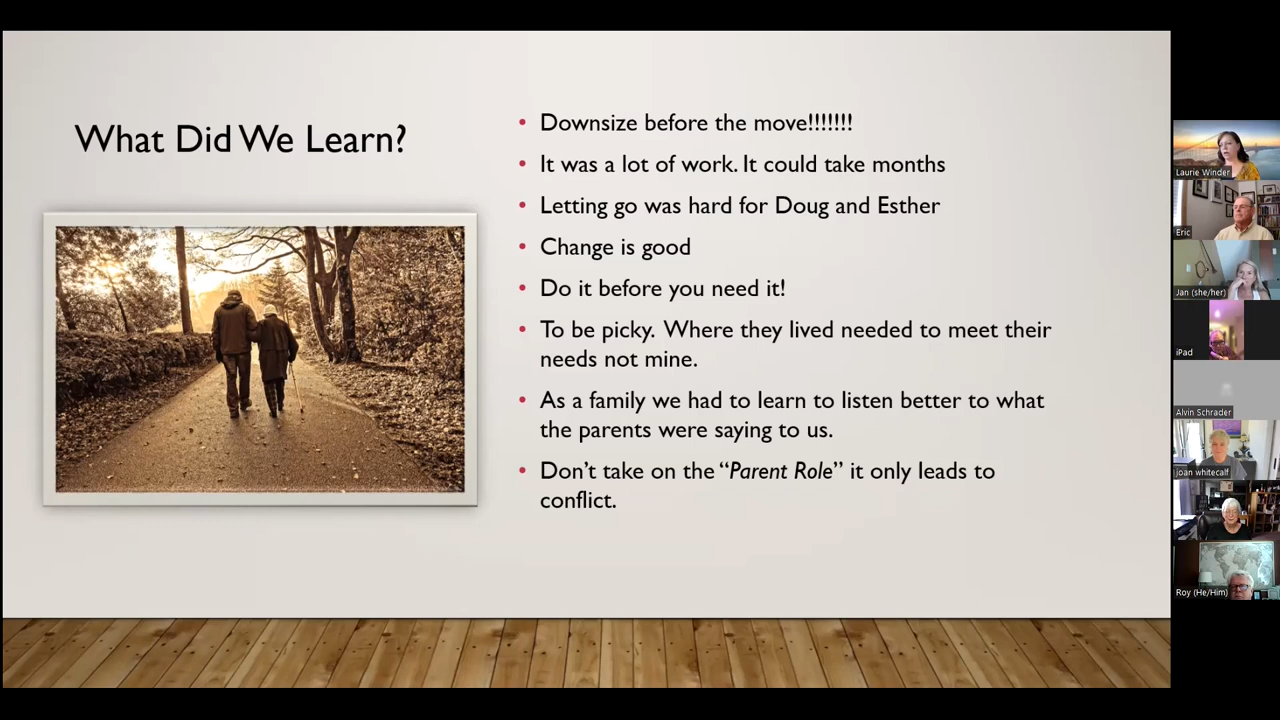 What Did We Learn?
• Downsize before the move!!!!!!!
• It was a lot of work. It could take months
• Letting go was hard for Doug and Esther
• Change is good
• Do it before you need it!
• To be picky.  Where they lived needed to meet their
needs not mine.
• As a family we had to learn to listen better to what
the parents were saying to us.
• Don’t take on the “Parent Role” it only leads to
conflict.
Laurie Winder
Eric
Jan (she/her)
iPad
Alvin Schrader
joan whitecalf
Roy (He/Him)